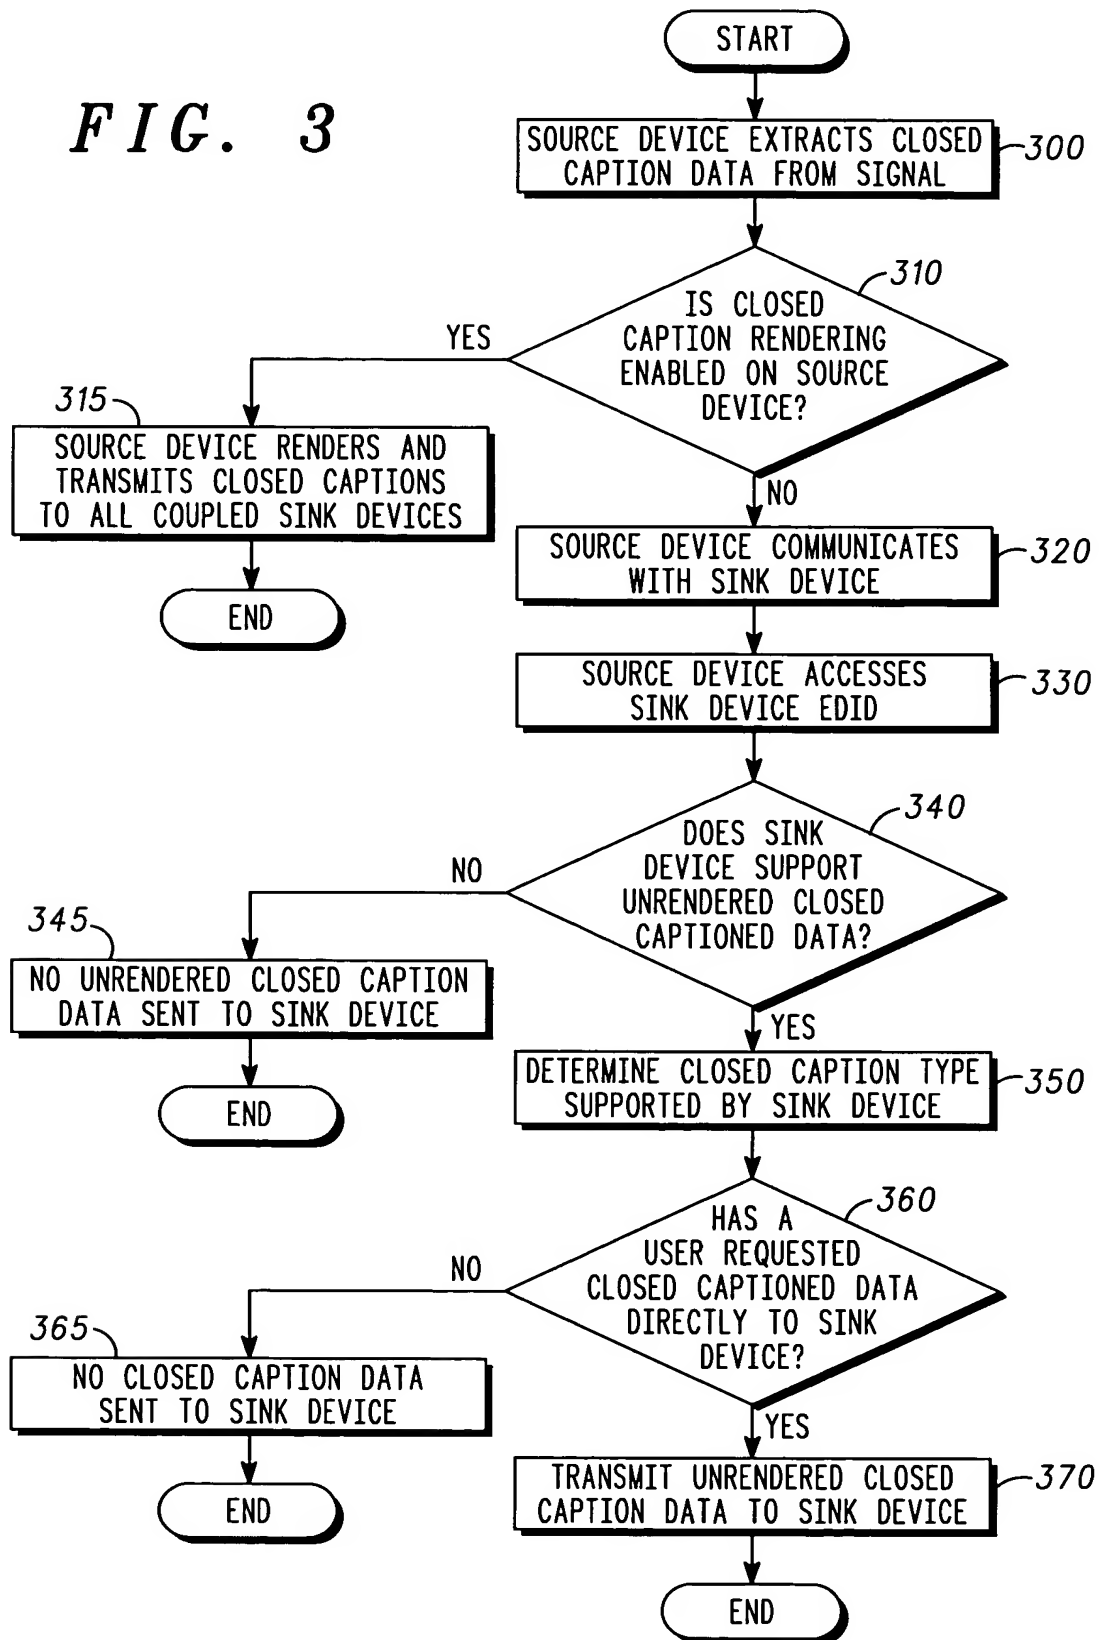 START
FIG. 3
SOURCE DEVICE EXTRACTS CLOSED
CAPTION DATA FROM SIGNAL
300
310
IS CLOSED
CAPTION RENDERING
ENABLED ON SOURCE
DEVICE?
YES
315
SOURCE DEVICE RENDERS AND
TRANSMITS CLOSED CAPTIONS
TO ALL COUPLED SINK DEVICES
END
NO
SOURCE DEVICE COMMUNICATES
WITH SINK DEVICE
320
SOURCE DEVICE ACCESSES
SINK DEVICE EDID
330
340
DOES SINK
DEVICE SUPPORT
UNRENDERED CLOSED
CAPTIONED DATA?
NO
345
NO UNRENDERED CLOSED CAPTION
DATA SENT TO SINK DEVICE
END
YES
DETERMINE CLOSED CAPTION TYPE
SUPPORTED BY SINK DEVICE
350
360
HAS A
USER REQUESTED
CLOSED CAPTIONED DATA
DIRECTLY TO SINK
DEVICE?
NO
365
NO CLOSED CAPTION DATA
SENT TO SINK DEVICE
END
YES
TRANSMIT UNRENDERED CLOSED
CAPTION DATA TO SINK DEVICE
370
END